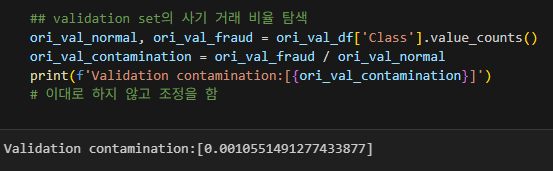 ## validation set의 사기 거래 비율 탐색
ori_val_normal, ori_val_fraud = ori_val_df['Class'].value_counts()
ori_val_contamination = ori_val_fraud / ori_val_normal
print(f'Validation contamination:[{ori_val_contamination}]')
# 이대로 하지 않고 조정을 함
Validation contamination:[0.0010551491277433877]